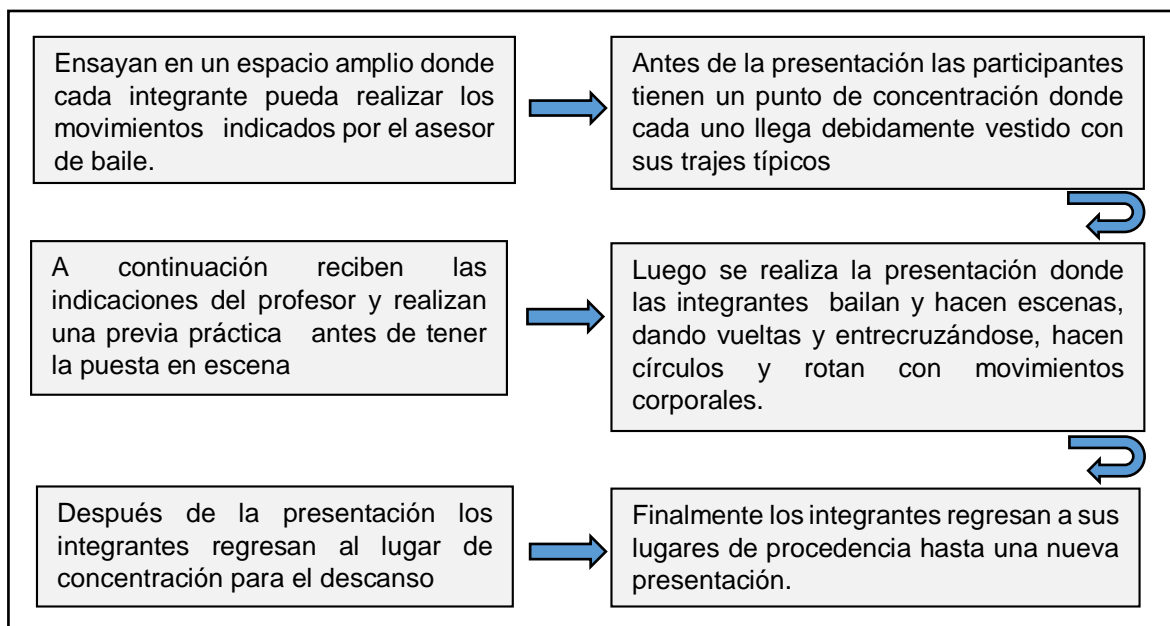 Ensayan en un espacio amplio donde
cada integrante pueda realizar los
movimientos indicados por el asesor
de baile.
Antes de la presentación las participantes
tienen un punto de concentración donde
cada uno llega debidamente vestido con
sus trajes típicos
A continuación reciben las
indicaciones del profesor y realizan
una previa práctica antes de tener
la puesta en escena
Luego se realiza la presentación donde
las integrantes bailan y hacen escenas,
dando vueltas y entrecruzándose, hacen
círculos y rotan con movimientos
corporales.
Después de la presentación los
integrantes regresan al lugar de
concentración para el descanso
Finalmente los integrantes regresan a sus
lugares de procedencia hasta una nueva
presentación.